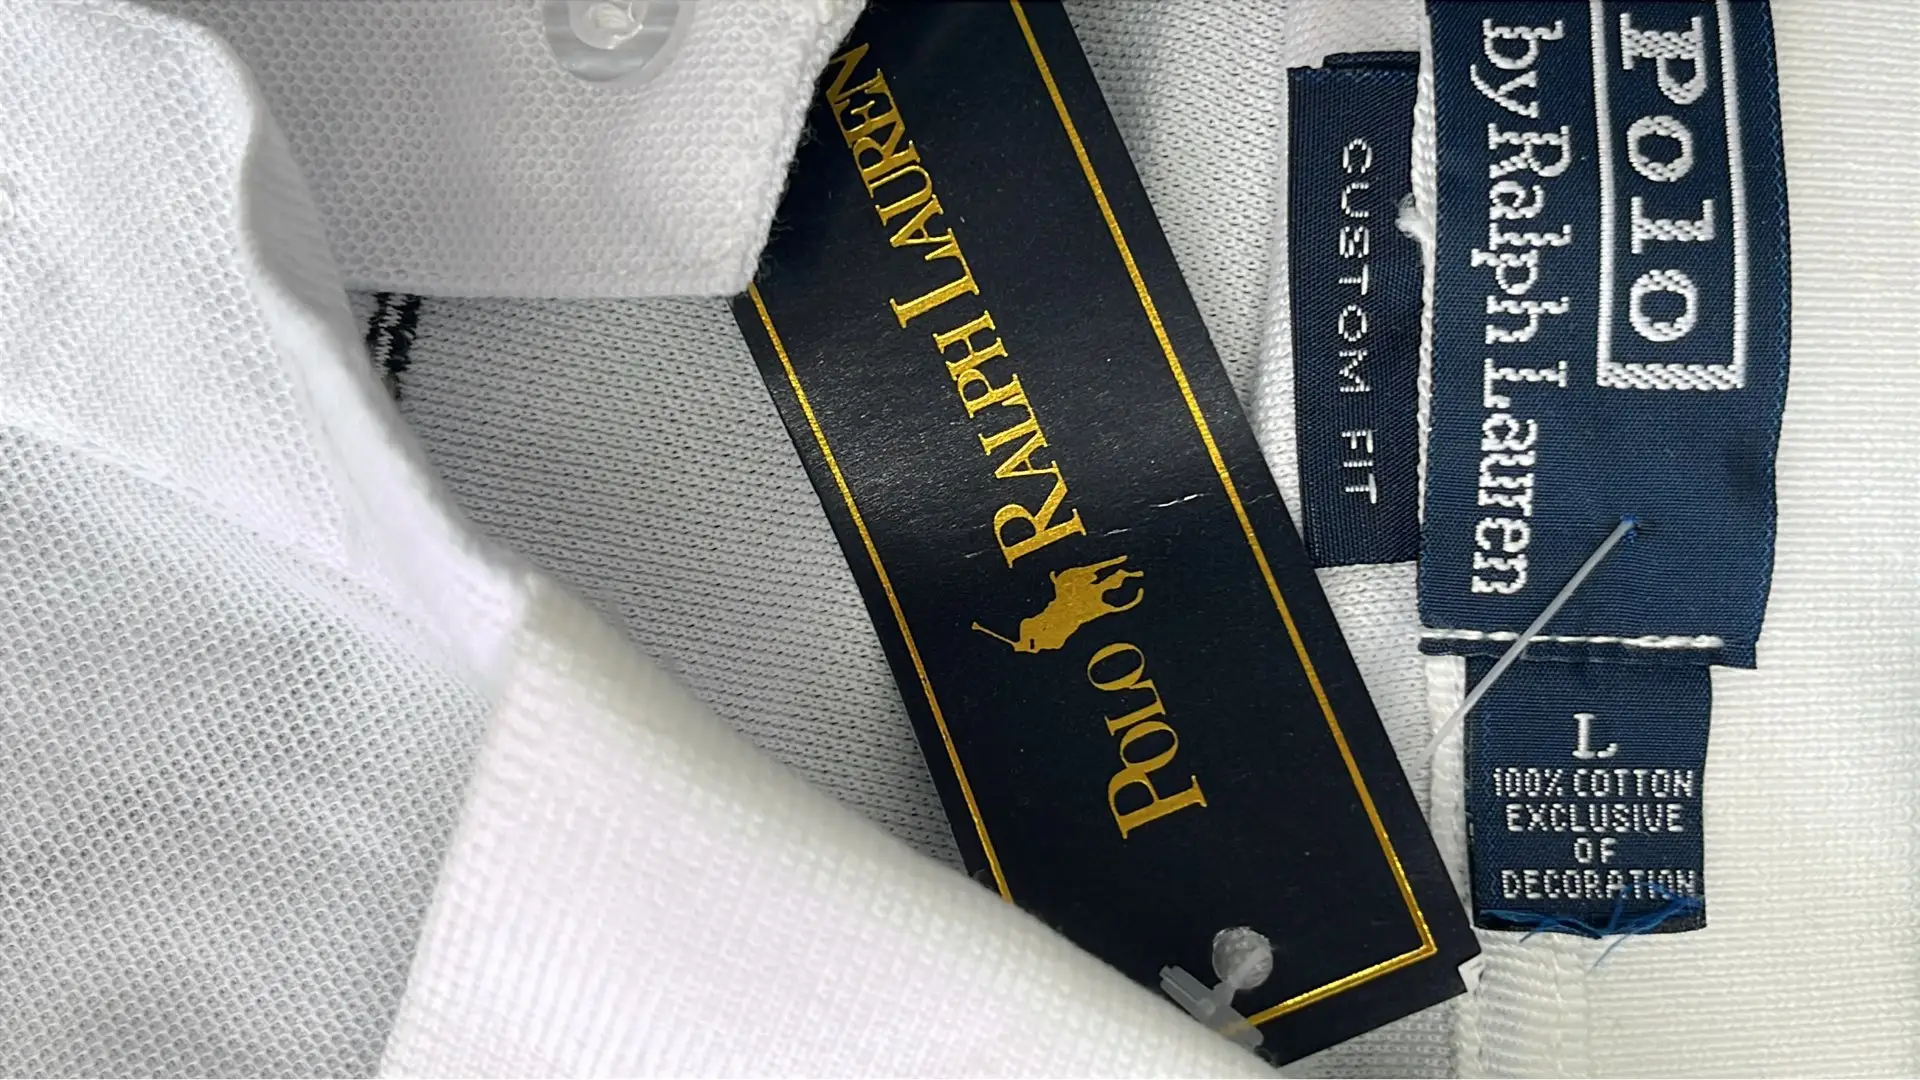 POLO RALPH LAUREN
CUSTOM FIT
Polo
by Ralph Lauren
L
100% COTTON
EXCLUSIVE
OF
DECORATION